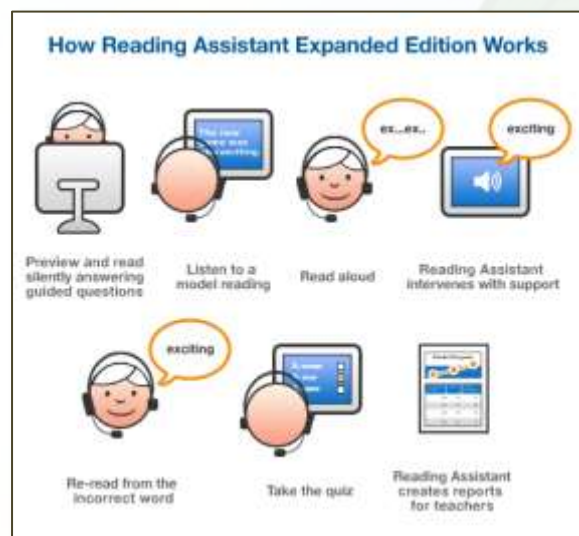 How Reading Assistant Expanded Edition Works
ex...ex..
exciting
Preview and read
silently answering
guided questions
Listen to a
model reading
Read aloud
Reading Assistant
intervenes with support
exciting
Re-read from the
incorrect word
Take the quiz
Reading Assistant
creates reports
for teachers